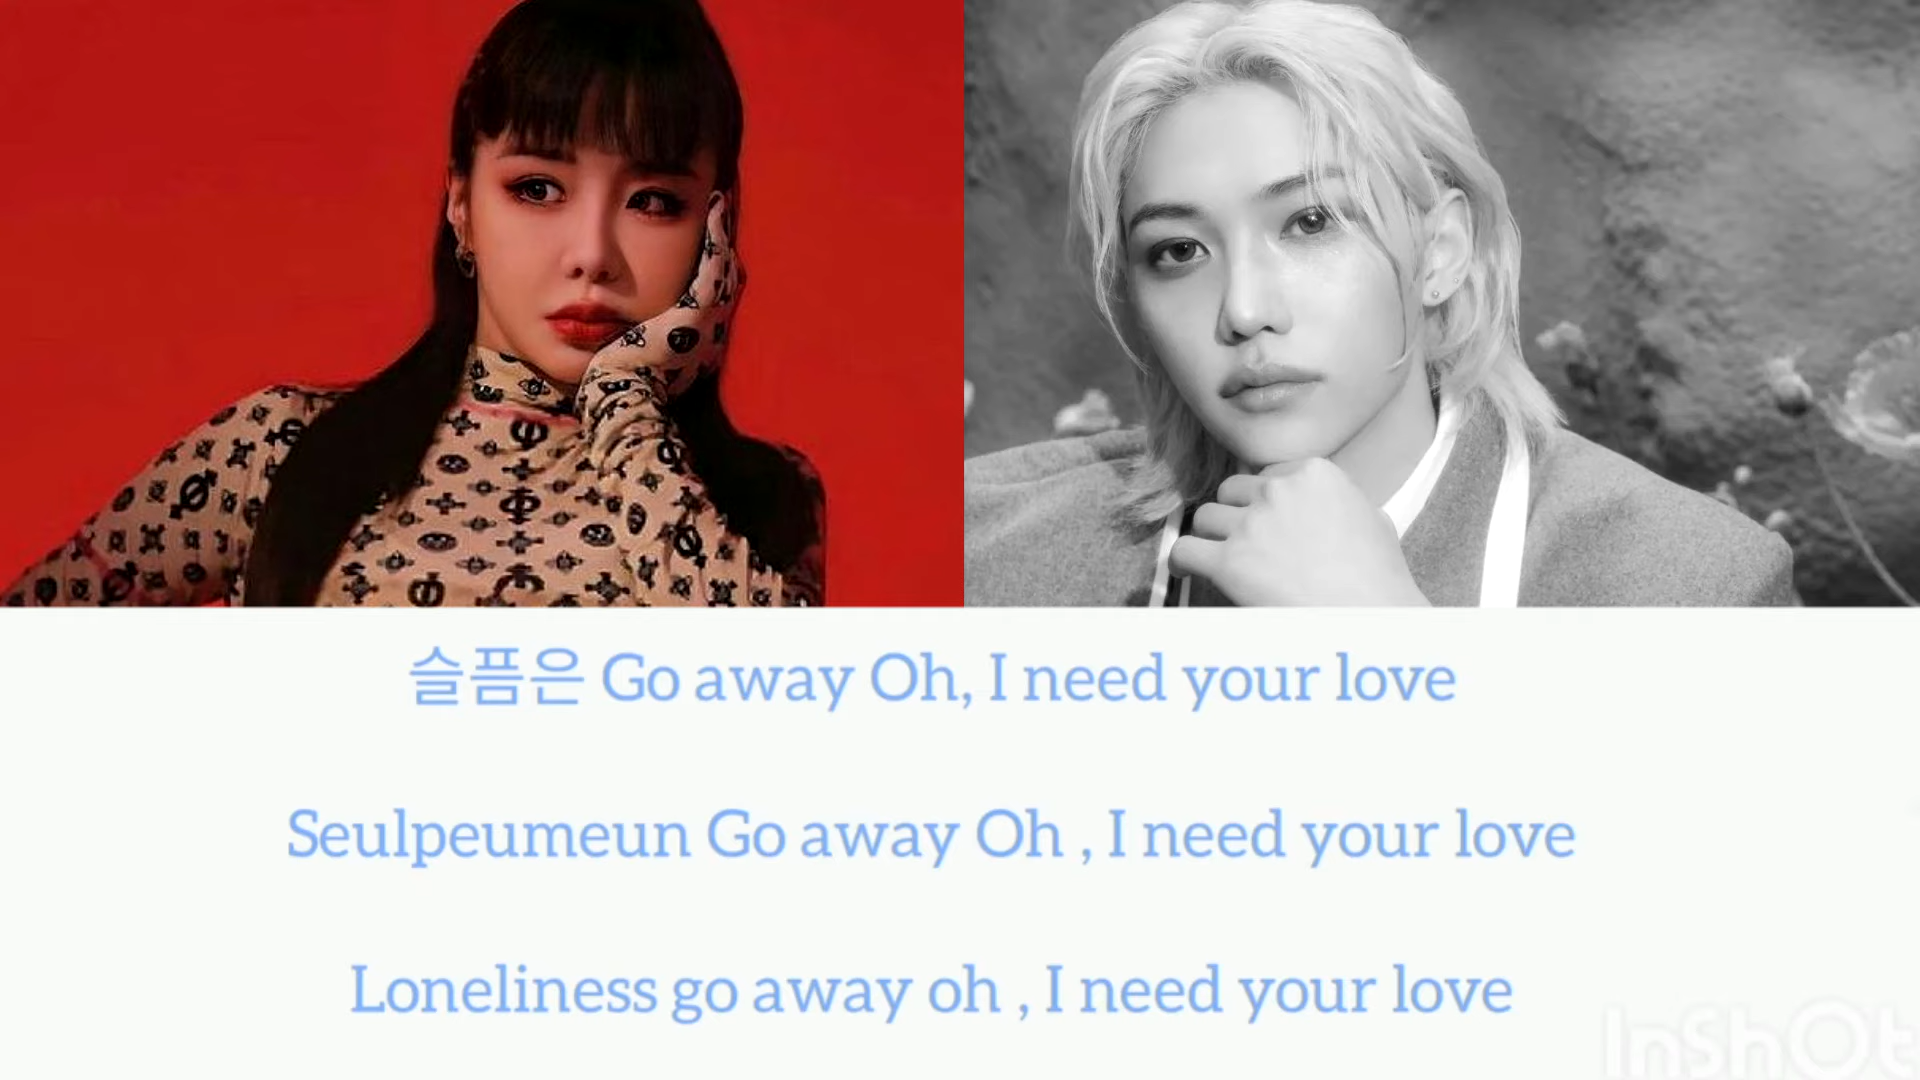 슬픔은 Go away Oh, I need your love
Seulpeumeun Go away Oh , I need your love
Loneliness go away oh , I need your love
InShOt